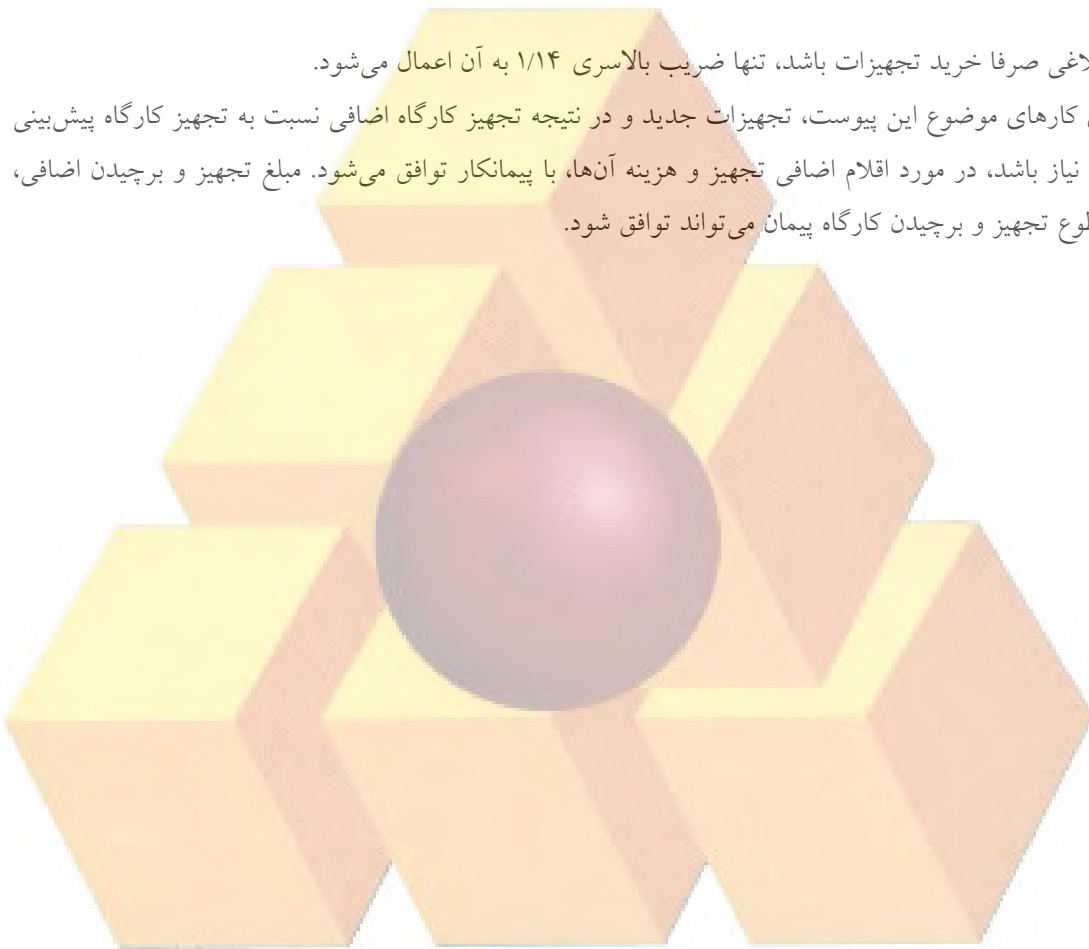 لاغی صرفا خرید تجهیزات باشد، تنها ضریب بالاسری ۱/۱۴ به آن اعمال می‌شود.
کارهای موضوع این پیوست، تجهیزات جدید و در نتیجه تجهیز کارگاه اضافی نسبت به تجهیز کارگاه پیش‌بینی
نیاز باشد، در مورد اقلام اضافی تجهیز و هزینه آن‌ها، با پیمانکار توافق می‌شود. مبلغ تجهیز و برچیدن اضافی،
طوع تجهیز و برچیدن کارگاه پیمان می‌تواند توافق شود.